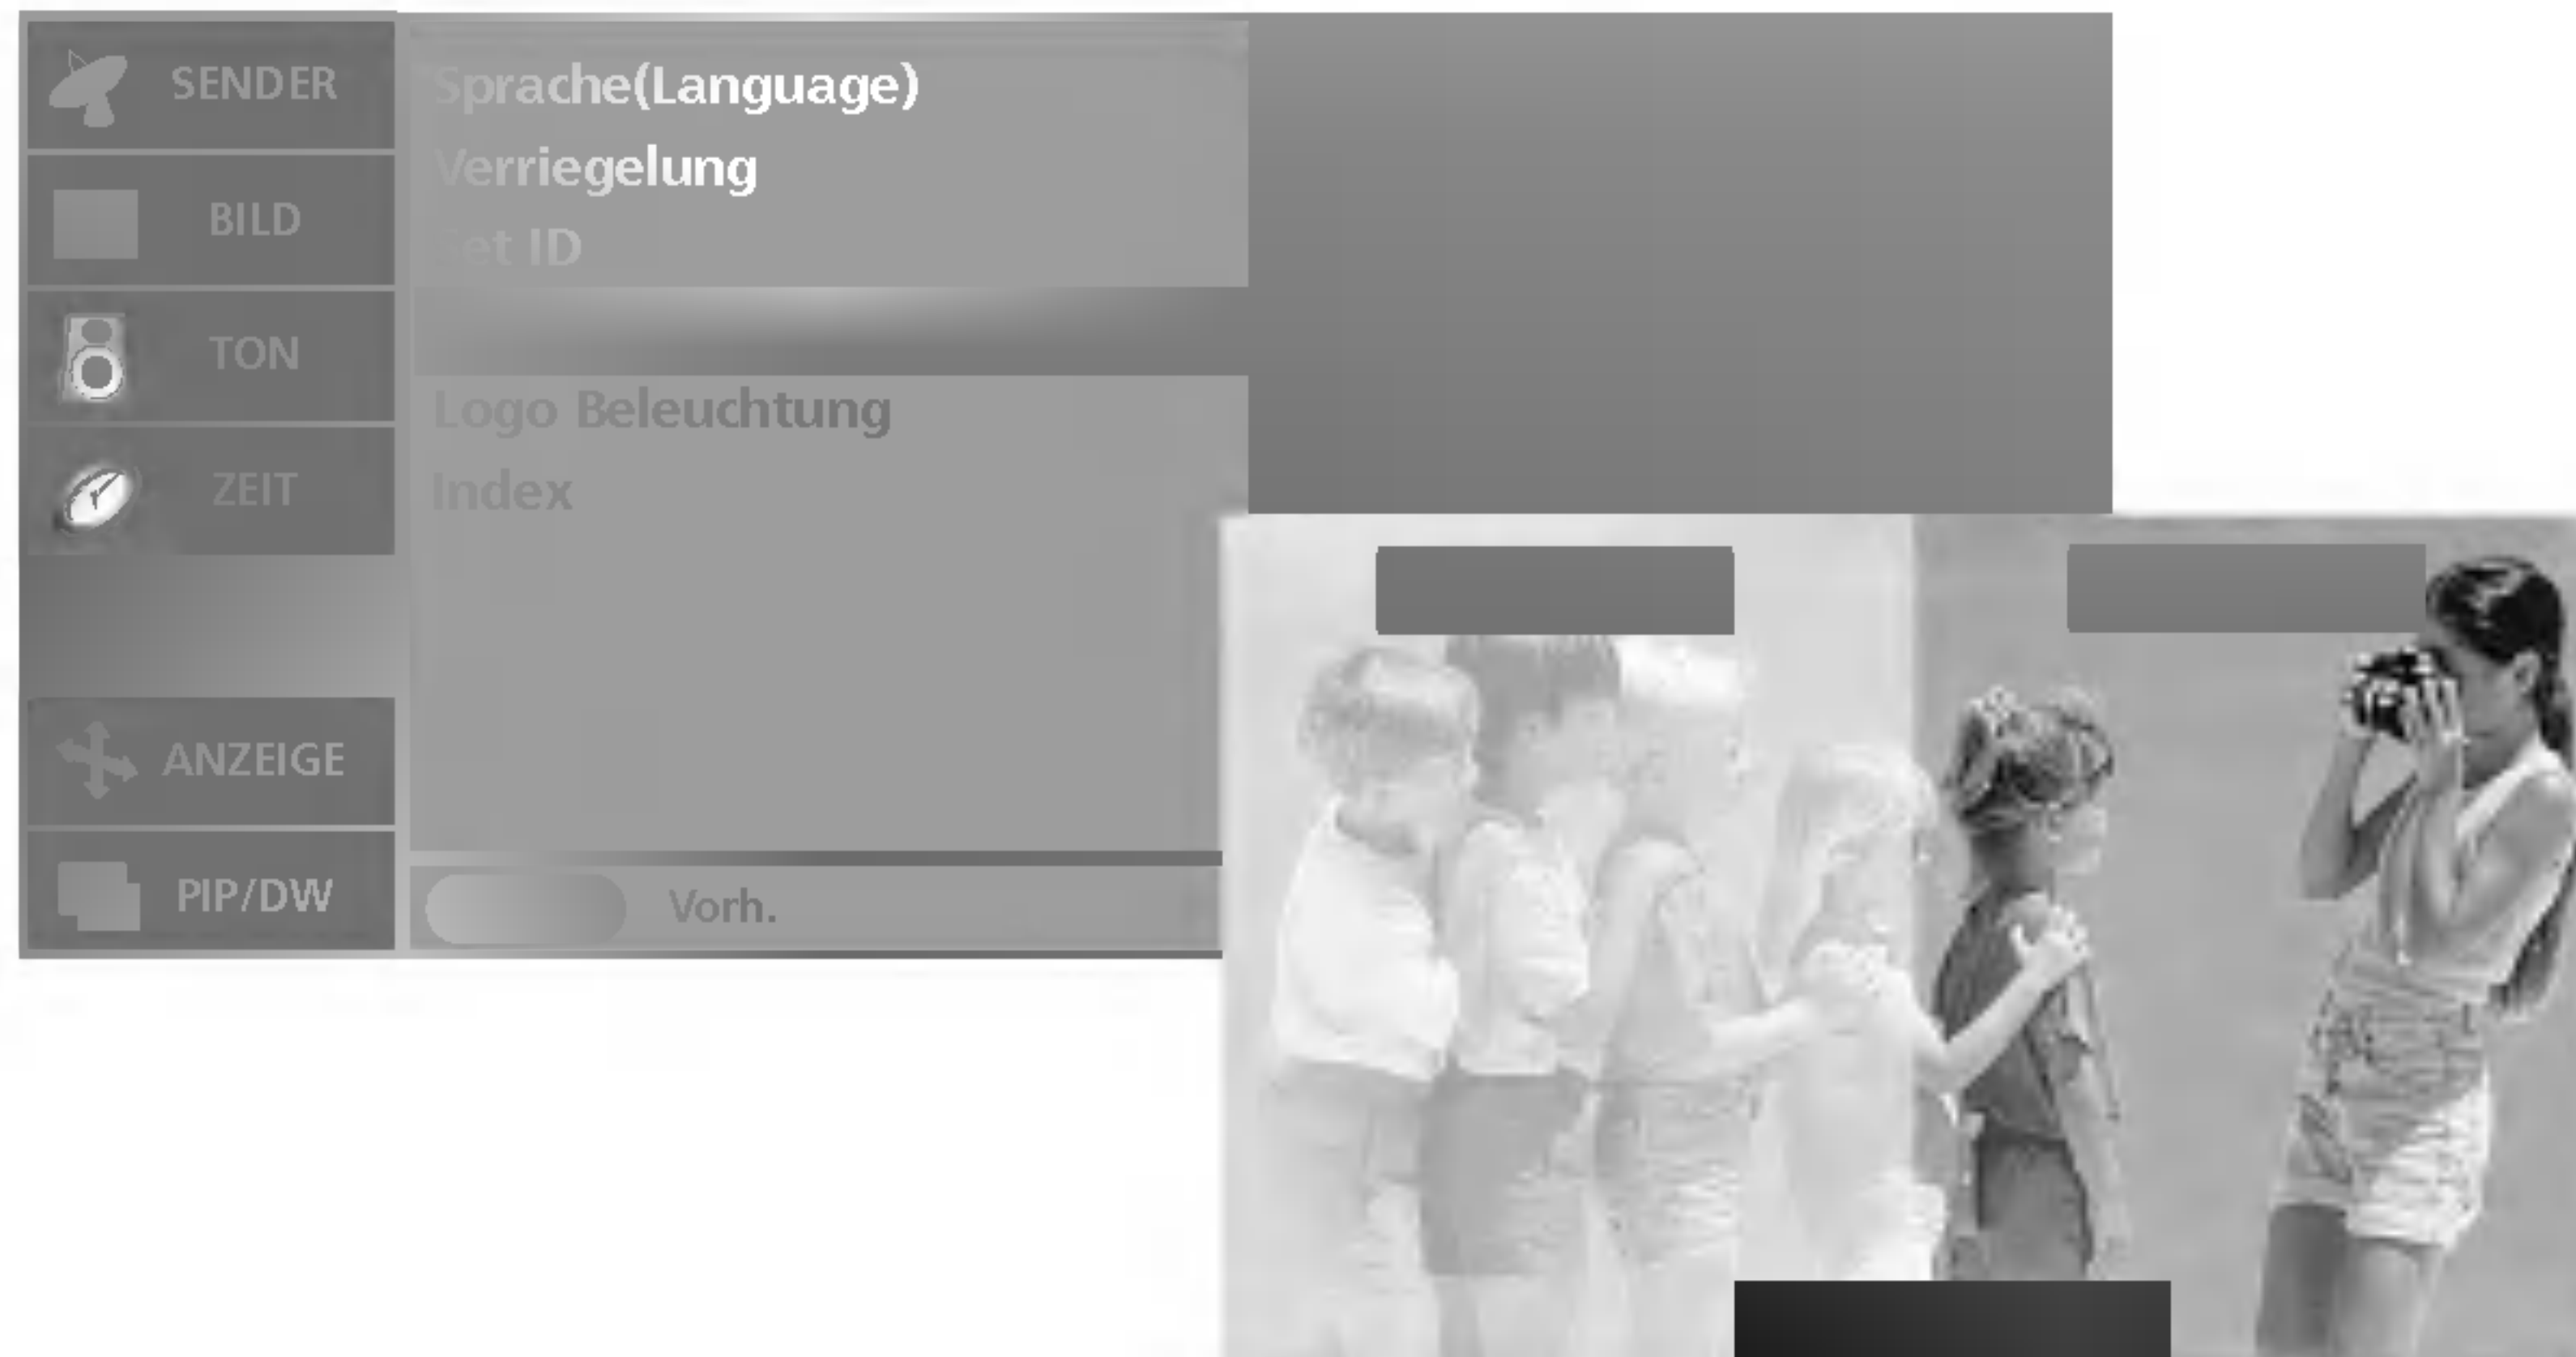 SENDER
BILD
TON
ZEIT
ANZEIGE
PIP/DW
Sprache(Language)
Verriegelung
Set ID
Logo Beleuchtung
Index
Vorh.